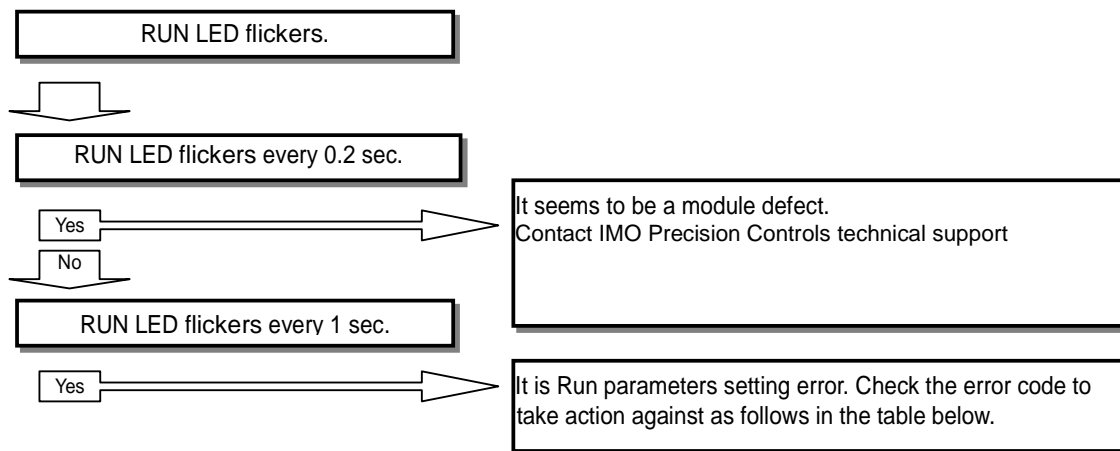 RUN LED flickers.
RUN LED flickers every 0.2 sec.
Yes
It seems to be a module defect.
Contact IMO Precision Controls technical support
No
RUN LED flickers every 1 sec.
Yes
It is Run parameters setting error. Check the error code to
take action against as follows in the table below.